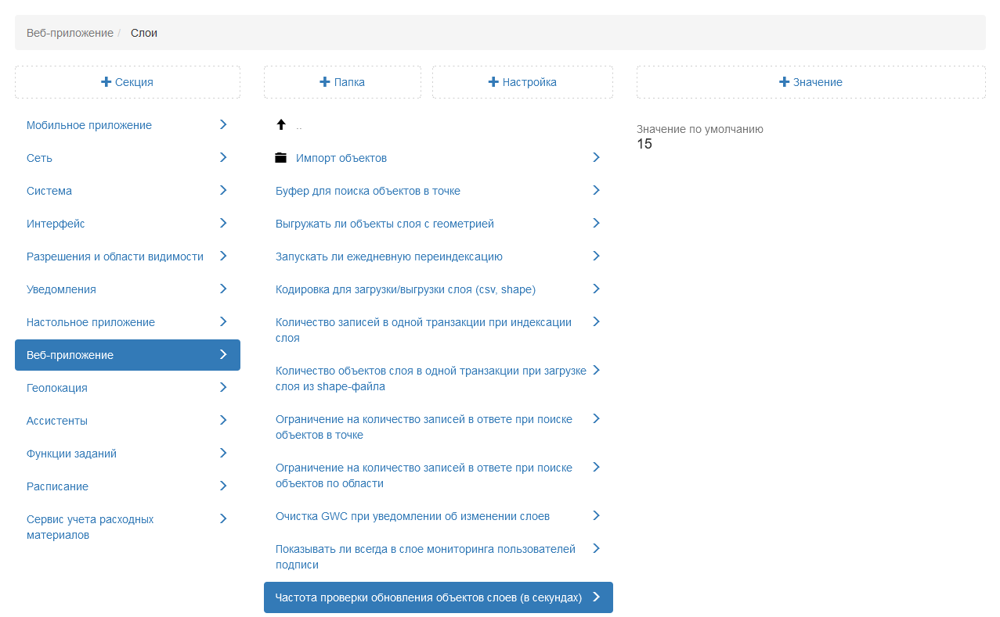 Веб-приложение / Слои
Секция
Папка
Настройка
Значение
Мобильное приложение
Сеть
Система
Интерфейс
Разрешения и области видимости
Уведомления
Настольное приложение
Веб-приложение
Геолокация
Ассистенты
Функции заданий
Расписание
Сервис учета расходных
материалов
..
Импорт объектов
Буфер для поиска объектов в точке
Выгружать ли объекты слоя с геометрией
Запускать ли ежедневную переиндексацию
Кодировка для загрузки/выгрузки слоя (csv, shape)
Количество записей в одной транзакции при индексации
слоя
Количество объектов слоя в одной транзакции при загрузке
слоя из shape-файла
Ограничение на количество записей в ответе при поиске
объектов в точке
Ограничение на количество записей в ответе при поиске
объектов по области
Очистка GWC при уведомлении об изменении слоев
Показывать ли всегда в слое мониторинга пользователей
подписи
Частота проверки обновления объектов слоев (в секундах)
Значение по умолчанию
15